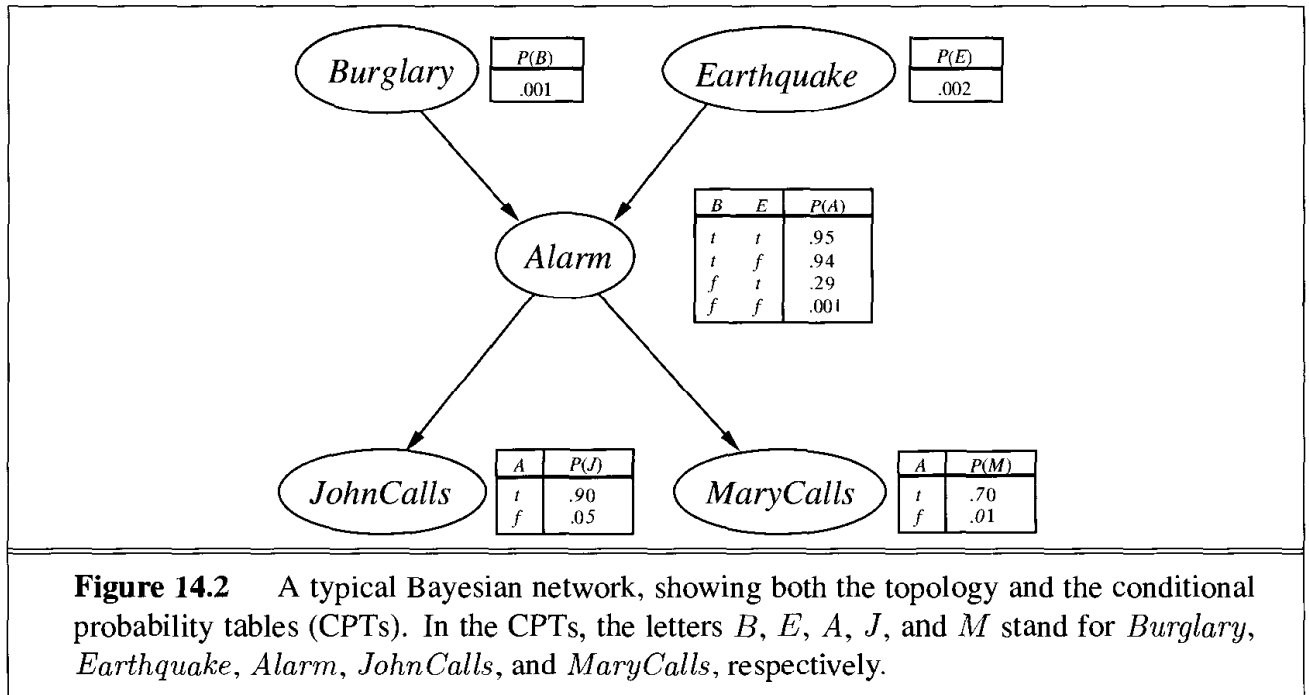 Burglary
P(B)
.001
Earthquake
P(E)
.002
Alarm
B E P(A)
t t .95
t f .94
f t .29
f f .001
JohnCalls
A P(J)
t .90
f .05
MaryCalls
A P(M)
t .70
f .01
Figure 14.2 A typical Bayesian network, showing both the topology and the conditional
probability tables (CPTs). In the CPTs, the letters B, E, A, J, and M stand for Burglary,
Earthquake, Alarm, JohnCalls, and MaryCalls, respectively.